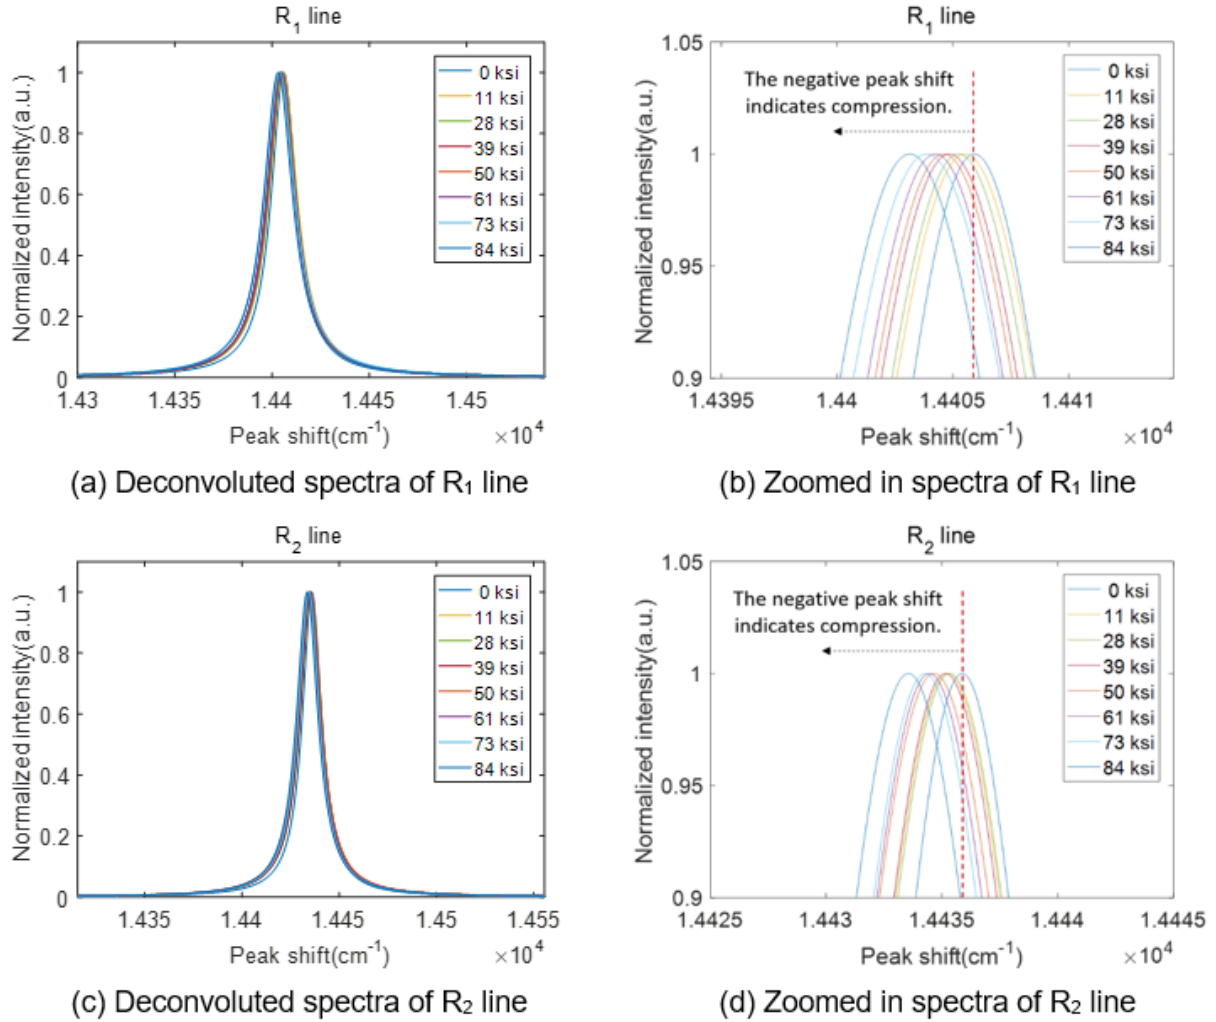 R₁ line
Normalized intensity(a.u.)
1
0.8
0.6
0.4
0.2
0
0 ksi
11 ksi
28 ksi
39 ksi
50 ksi
61 ksi
73 ksi
84 ksi
1.43 1.435 1.44 1.445 1.45
Peak shift(cm⁻¹) ×10⁴
(a) Deconvoluted spectra of R₁ line
R₁ line
Normalized intensity(a.u.)
1.05
1
0.95
0.9
The negative peak shift
indicates compression.
0 ksi
11 ksi
28 ksi
39 ksi
50 ksi
61 ksi
73 ksi
84 ksi
1.4395 1.44 1.4405 1.441
Peak shift(cm⁻¹) ×10⁴
(b) Zoomed in spectra of R₁ line
R₂ line
Normalized intensity(a.u.)
1
0.8
0.6
0.4
0.2
0
0 ksi
11 ksi
28 ksi
39 ksi
50 ksi
61 ksi
73 ksi
84 ksi
1.435 1.44 1.445 1.45 1.455
Peak shift(cm⁻¹) ×10⁴
(c) Deconvoluted spectra of R₂ line
R₂ line
Normalized intensity(a.u.)
1.05
1
0.95
0.9
The negative peak shift
indicates compression.
0 ksi
11 ksi
28 ksi
39 ksi
50 ksi
61 ksi
73 ksi
84 ksi
1.4425 1.443 1.4435 1.444 1.4445
Peak shift(cm⁻¹) ×10⁴
(d) Zoomed in spectra of R₂ line